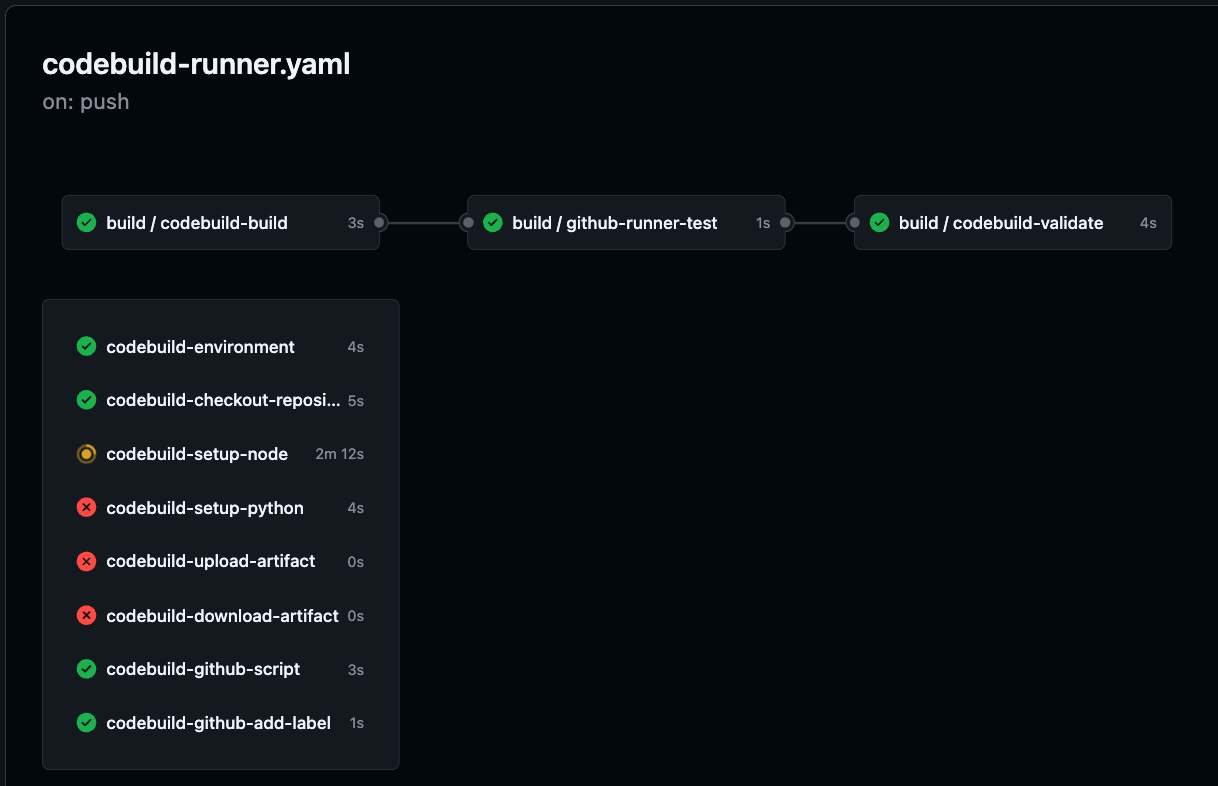 codebuild-runner.yaml
on: push
build / codebuild-build 3s
build / github-runner-test 1s
build / codebuild-validate 4s
codebuild-environment 4s
codebuild-checkout-reposi... 5s
codebuild-setup-node 2m 12s
codebuild-setup-python 4s
codebuild-upload-artifact 0s
codebuild-download-artifact 0s
codebuild-github-script 3s
codebuild-github-add-label 1s